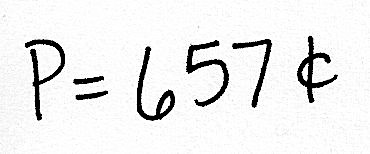 P = 657 ¢